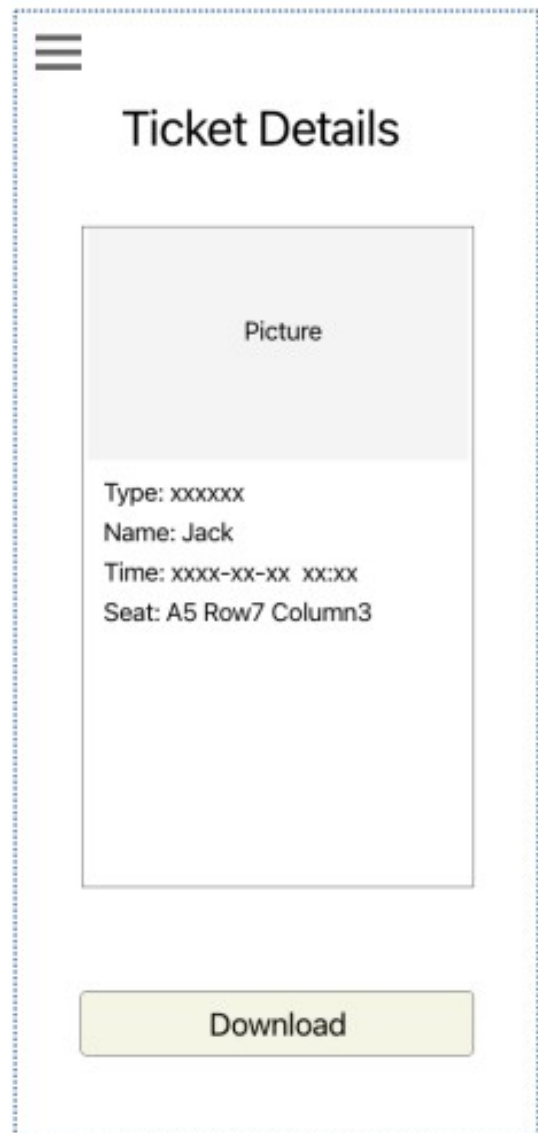 Ticket Details
Picture
Type: xxxxxx
Name: Jack
Time: xxxx-xx-xx  xx:xx
Seat: A5 Row7 Column3
Download